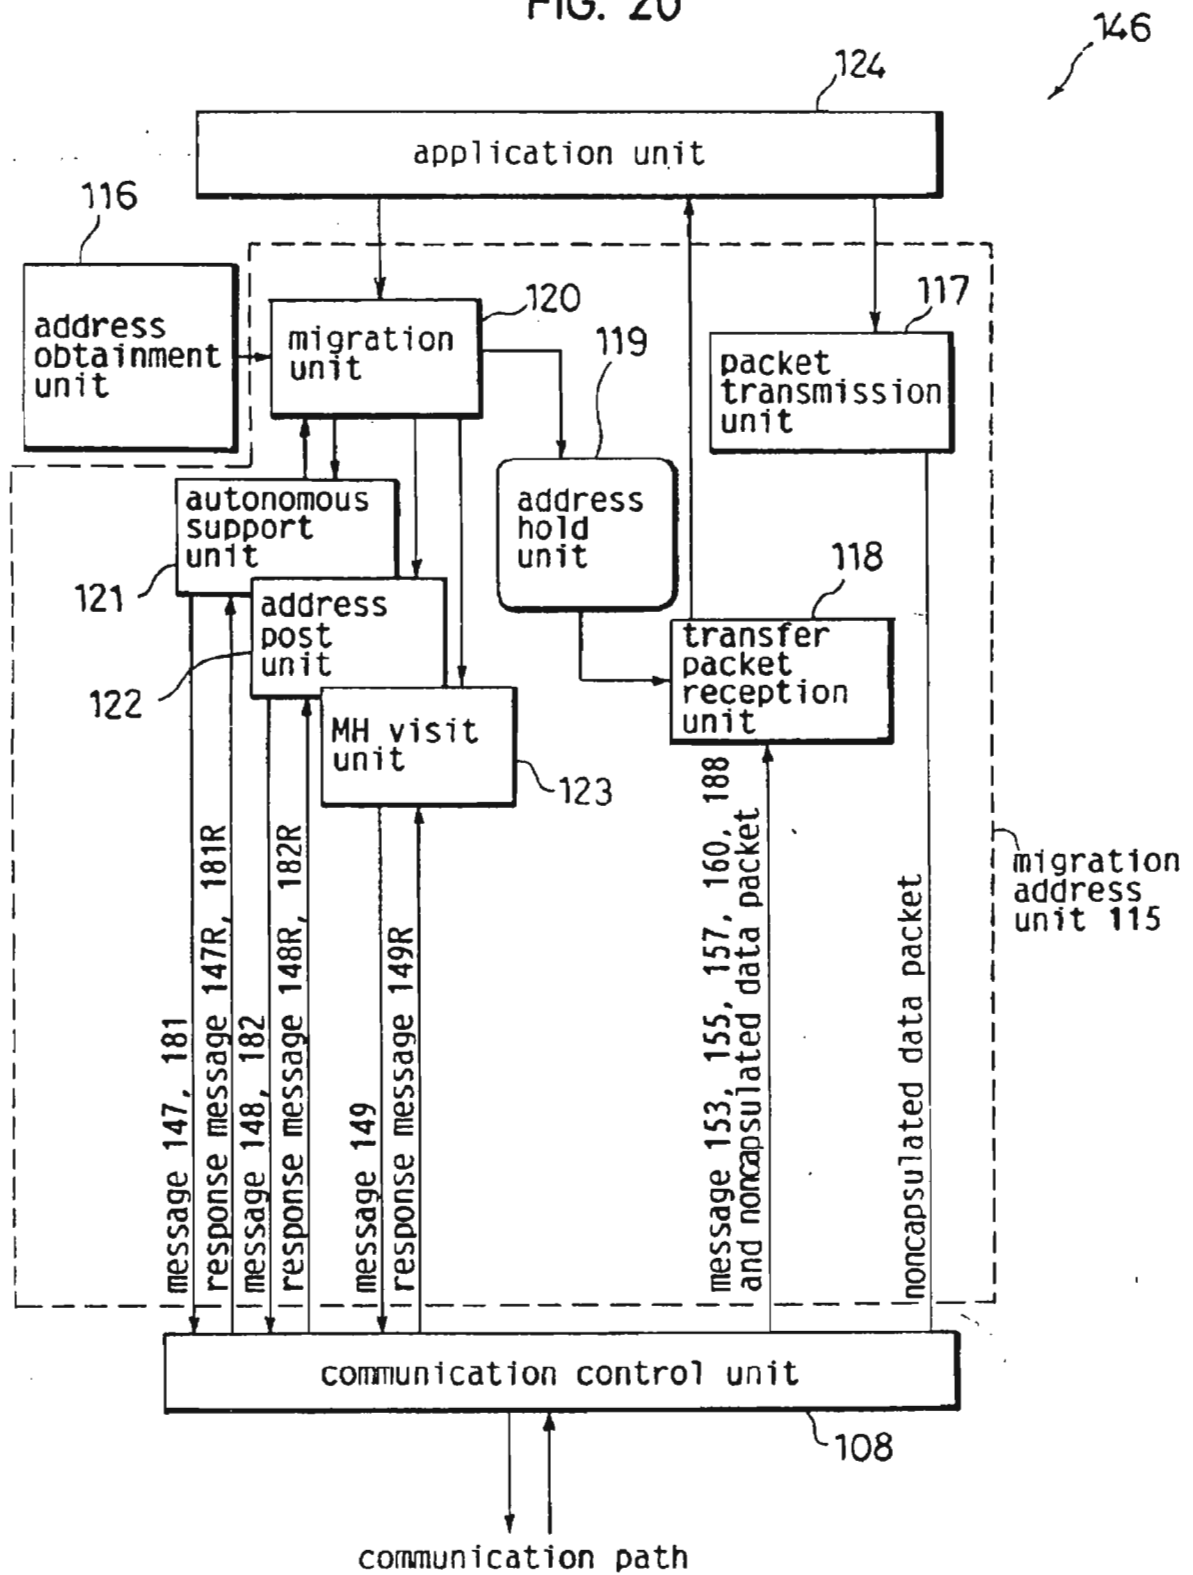 FIG. 20
146
124
application unit
116
address
obtainment
unit
120
migration
unit
119
address
hold
unit
117
packet
transmission
unit
autonomous
support
unit
121
address
post
unit
122
MH visit
unit
123
118
transfer
packet
reception
unit
message 147, 181
response message 147R, 181R
message 148, 182
response message 148R, 182R
message 149
response message 149R
message 153, 155, 157, 160, 188
and noncapsulated data packet
noncapsulated data packet
migration
address
unit 115
communication control unit
108
communication path